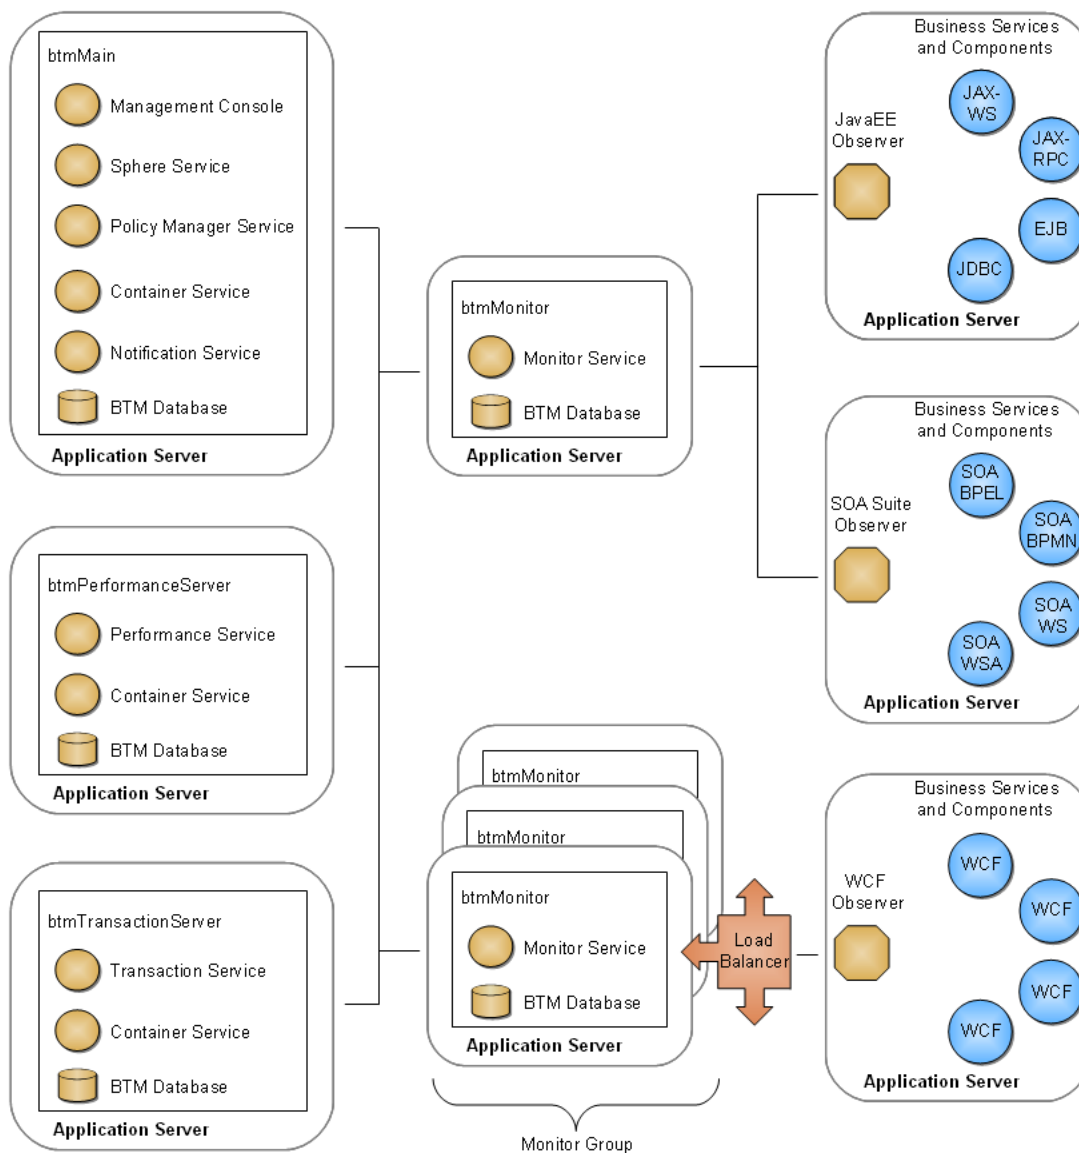 btmMain
Management Console
Sphere Service
Policy Manager Service
Container Service
Notification Service
BTM Database
Application Server
btmPerformanceServer
Performance Service
Container Service
BTM Database
Application Server
btmTransactionServer
Transaction Service
Container Service
BTM Database
Application Server
btmMonitor
Monitor Service
BTM Database
Application Server
btmMonitor
btmMonitor
btmMonitor
Monitor Service
BTM Database
Application Server
Monitor Group
Load
Balancer
Business Services
and Components
JavaEE
Observer
JAX-
WS
JAX-
RPC
EJB
JDBC
Application Server
Business Services
and Components
SOA Suite
Observer
SOA
BPEL
SOA
BPMN
SOA
WS
SOA
WSA
Application Server
Business Services
and Components
WCF
Observer
WCF
WCF
WCF
WCF
Application Server